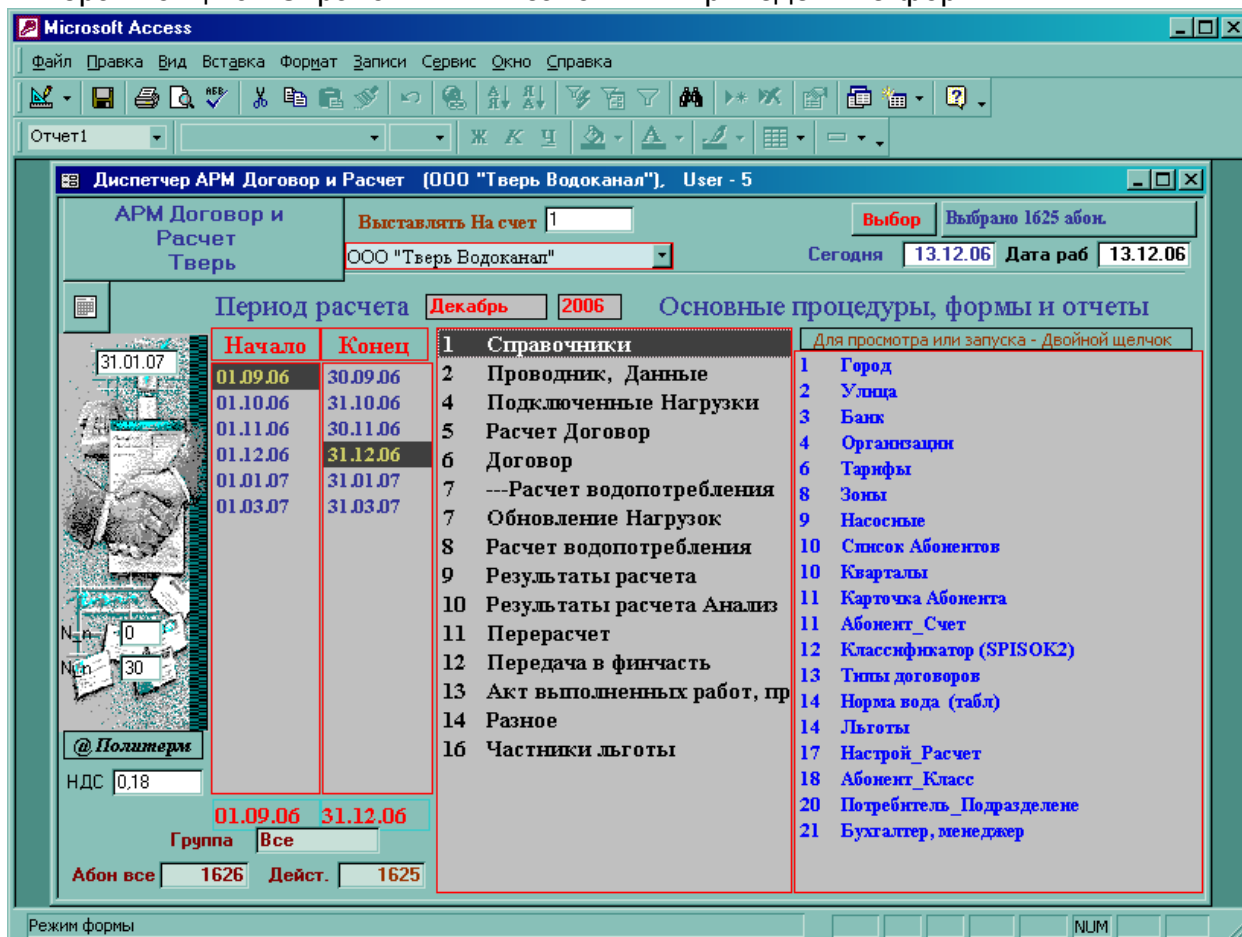 Microsoft Access
Файл Правка Вид Вставка Формат Записи Сервис Окно Справка
Отчет1
Ж К Ч
Диспетчер АРМ Договор и Расчет (ООО "Тверь Водоканал"), User - 5
АРМ Договор и
Расчет
Тверь
Выставлять На счет 1
ООО "Тверь Водоканал"
Выбор Выбрано 1625 абон.
Сегодня 13.12.06 Дата раб 13.12.06
Период расчета Декабрь 2006
Основные процедуры, формы и отчеты
31.01.07
Начало Конец
01.09.06 30.09.06
01.10.06 31.10.06
01.11.06 30.11.06
01.12.06 31.12.06
01.01.07 31.01.07
01.03.07 31.03.07
1 Справочники
2 Проводник, Данные
4 Подключенные Нагрузки
5 Расчет Договор
6 Договор
7 ---Расчет водопотребления
7 Обновление Нагрузок
8 Расчет водопотребления
9 Результаты расчета
10 Результаты расчета Анализ
11 Перерасчет
12 Передача в финчасть
13 Акт выполненных работ, пр
14 Разное
16 Частники льготы
Для просмотра или запуска - Двойной щелчок
1 Город
2 Улица
3 Банк
4 Организации
6 Тарифы
8 Зоны
9 Насосные
10 Список Абонентов
10 Кварталы
11 Карточка Абонента
11 Абонент_Счет
12 Классификатор (SPISOK2)
13 Типы договоров
14 Норма вода (табл)
14 Льготы
17 Настрой_Расчет
18 Абонент_Класс
20 Потребитель_Подразделене
21 Бухгалтер, менеджер
N_n 0
30
@ Политерм
НДС 0,18
01.09.06 31.12.06
Группа Все
Абон все 1626 Дейст. 1625
Режим формы
NUM